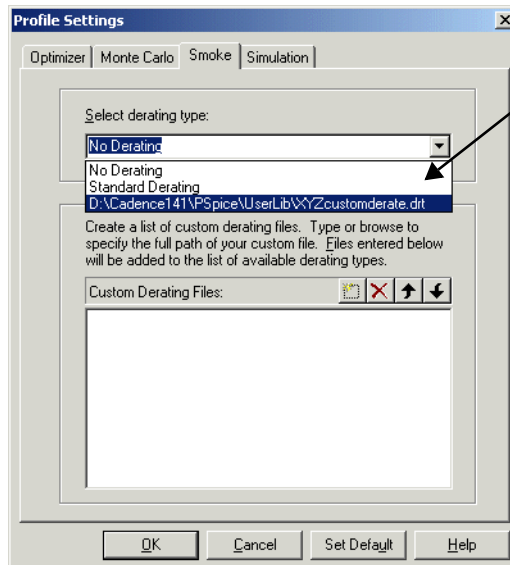 Profile Settings
Optimizer Monte Carlo Smoke Simulation
Select derating type:
No Derating
No Derating
Standard Derating
D:\Cadence141\PSpice\UserLib\XYZcustomderate.drt
Create a list of custom derating files. Type or browse to
specify the full path of your custom file. Files entered below
will be added to the list of available derating types.
Custom Derating Files:
OK Cancel Set Default Help